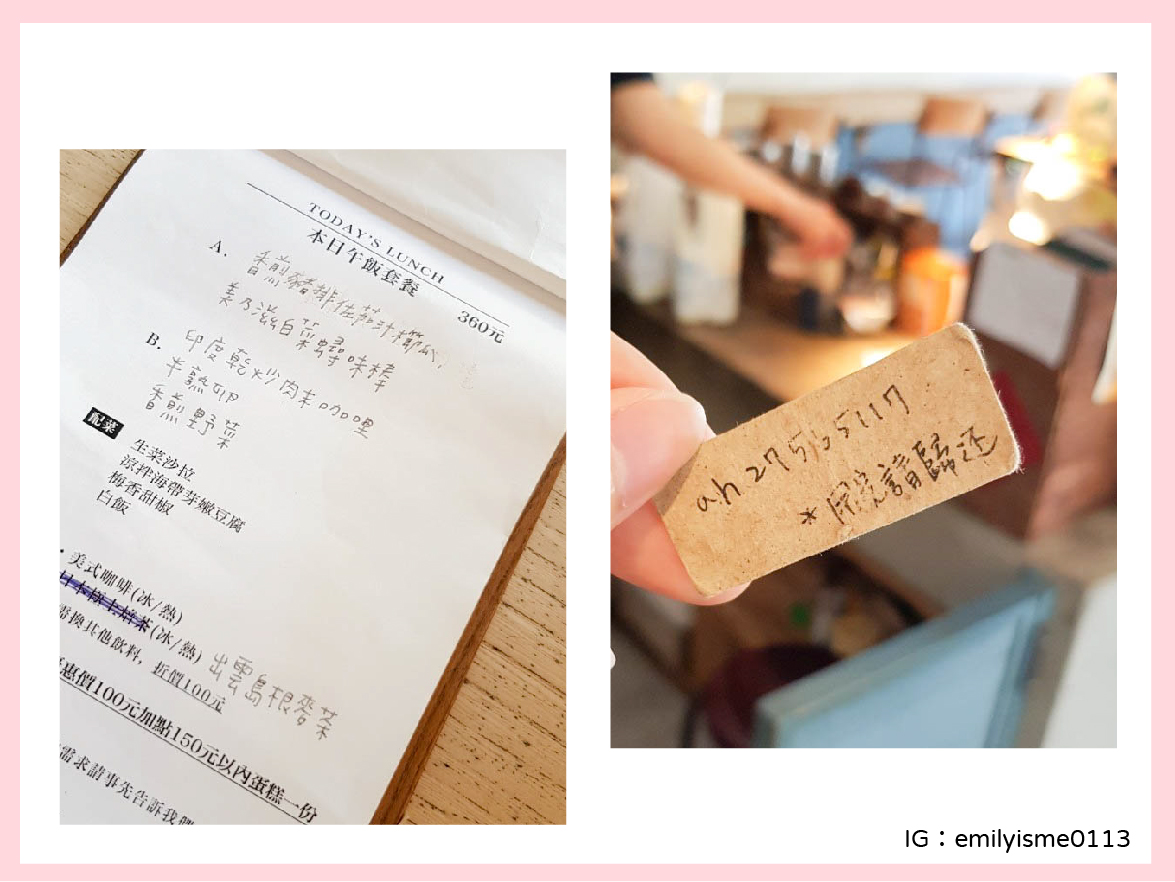 TODAY'S LUNCH
本日午飯套餐
360元
A. 香煎豬排佐茄汁
美乃滋白菜蟳味棒
B. 印度乾炒肉末咖哩
半熟卵
香煎野菜
配菜
生菜沙拉
涼拌海帶芽嫩豆腐
梅香甜椒
白飯
・美式咖啡(冰/熱)
(冰/熱) 出雲島根麥茶
需換其他飲料，折價100元
惠價100元加點150元以內蛋糕一份
需求請事先告訴我們
ah27565117
*用完請歸還
IG：emilyisme0113